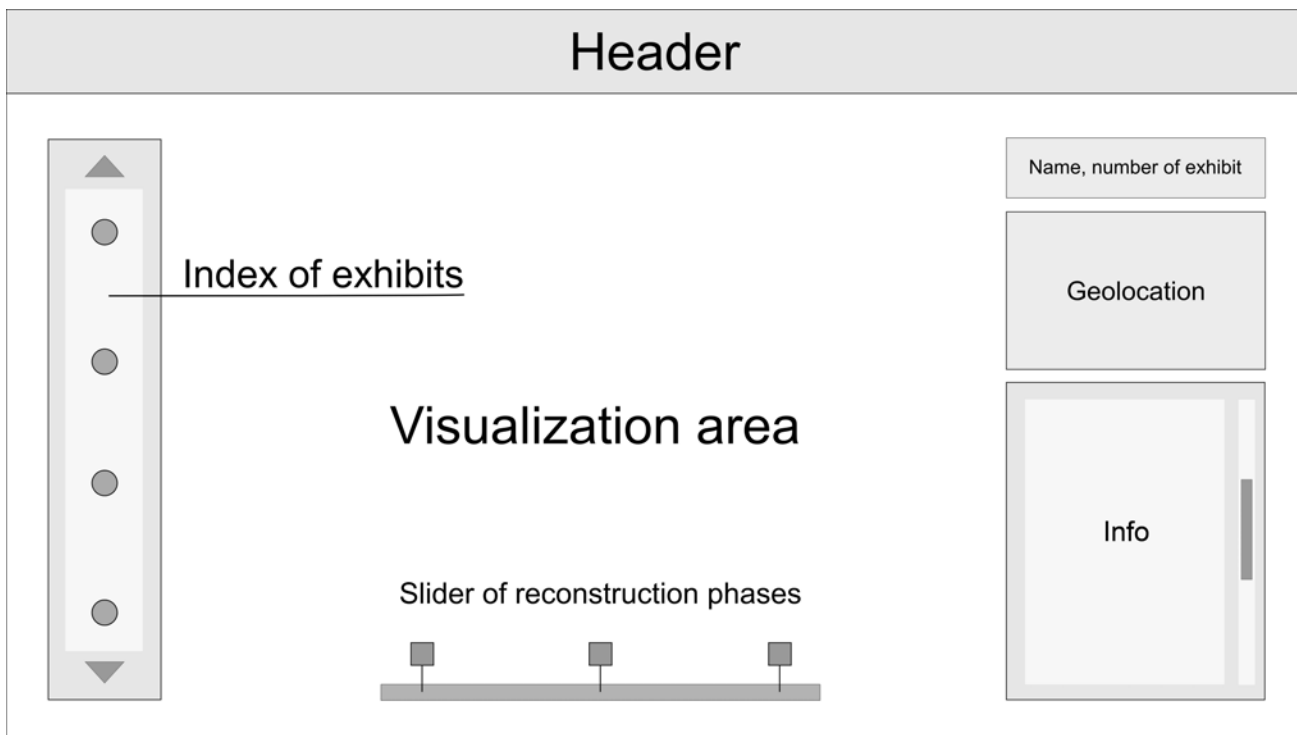 Header
Name, number of exhibit
Index of exhibits
Geolocation
Visualization area
Info
Slider of reconstruction phases